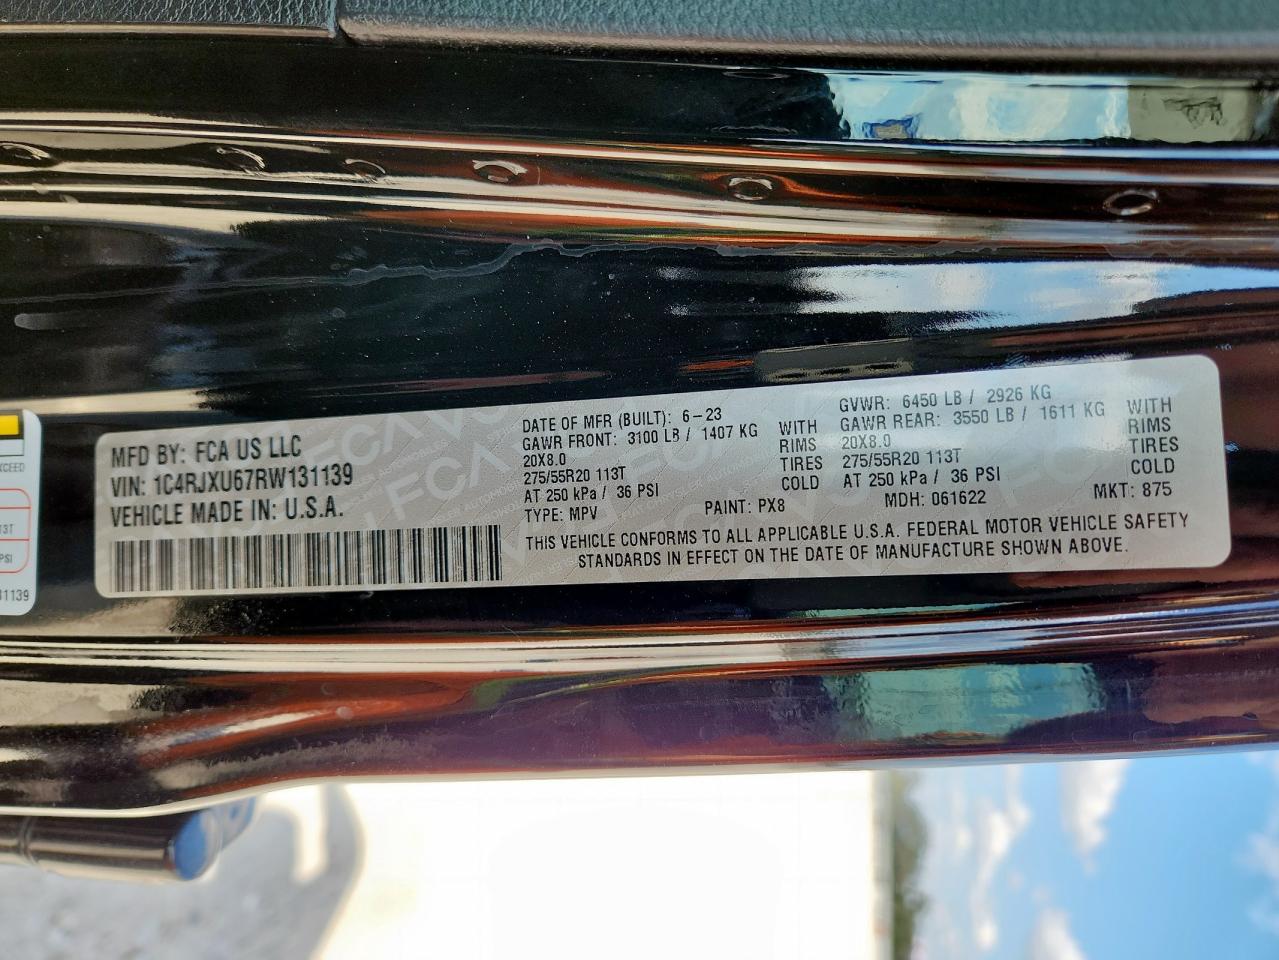 MFD BY: FCA US LLC
VIN: 1C4RJXU67RW131139
VEHICLE MADE IN: U.S.A.
DATE OF MFR (BUILT): 6-23
GAWR FRONT: 3100 LB / 1407 KG WITH
20X8.0 RIMS
275/55R20 113T TIRES
AT 250 kPa / 36 PSI COLD
TYPE: MPV PAINT: PX8
GVWR: 6450 LB / 2926 KG
GAWR REAR: 3550 LB / 1611 KG WITH
20X8.0 RIMS
275/55R20 113T TIRES
AT 250 kPa / 36 PSI COLD
MDH: 061622 MKT: 875
THIS VEHICLE CONFORMS TO ALL APPLICABLE U.S.A. FEDERAL MOTOR VEHICLE SAFETY
STANDARDS IN EFFECT ON THE DATE OF MANUFACTURE SHOWN ABOVE.
XCEED
13T
PSI
31139